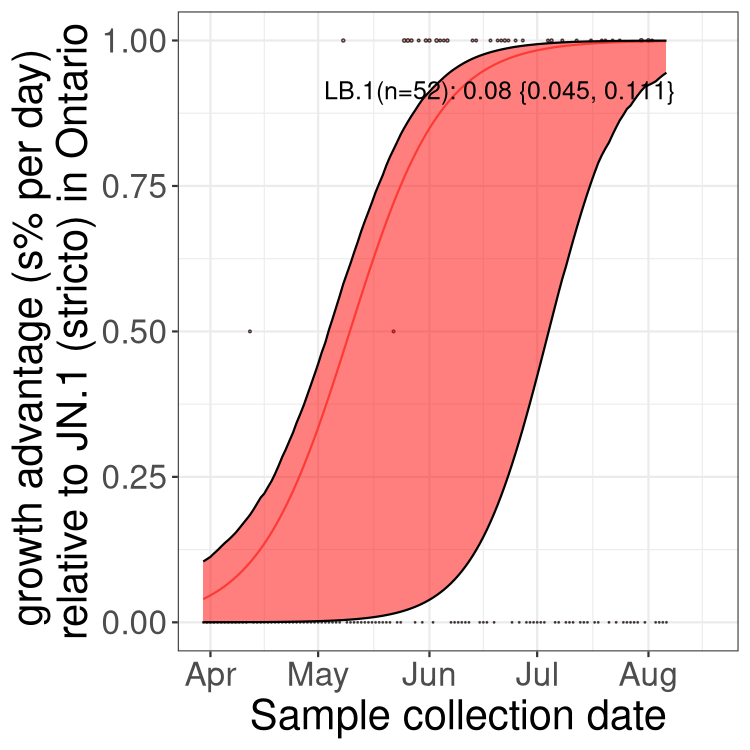 growth advantage (s% per day)
relative to JN.1 (stricto) in Ontario
1.00
0.75
0.50
0.25
0.00
LB.1(n=52): 0.08 {0.045, 0.111}
Apr May Jun Jul Aug
Sample collection date